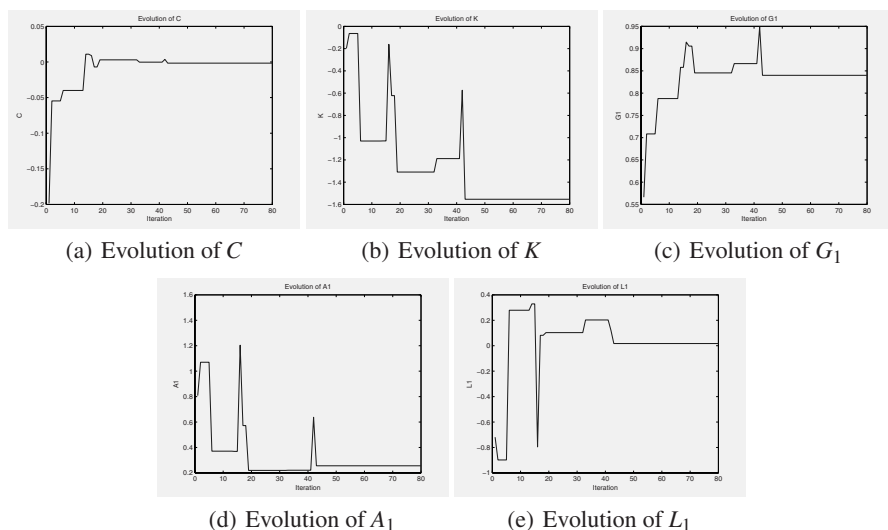 Evolution of C
0.05
0
−0.05
−0.1
−0.15
−0.2
C
0 10 20 30 40 50 60 70 80
Iteration
(a) Evolution of C
Evolution of K
0
−0.2
−0.4
−0.6
−0.8
−1
−1.2
−1.4
−1.6
K
0 10 20 30 40 50 60 70 80
Iteration
(b) Evolution of K
Evolution of G1
0.95
0.9
0.85
0.8
0.75
0.7
0.65
0.6
0.55
G1
0 10 20 30 40 50 60 70 80
Iteration
(c) Evolution of G₁
Evolution of A1
1.6
1.4
1.2
1
0.8
0.6
0.4
0.2
A1
0 10 20 30 40 50 60 70 80
Iteration
(d) Evolution of A₁
Evolution of L1
0.4
0.2
0
−0.2
−0.4
−0.6
−0.8
−1
L1
0 10 20 30 40 50 60 70 80
Iteration
(e) Evolution of L₁